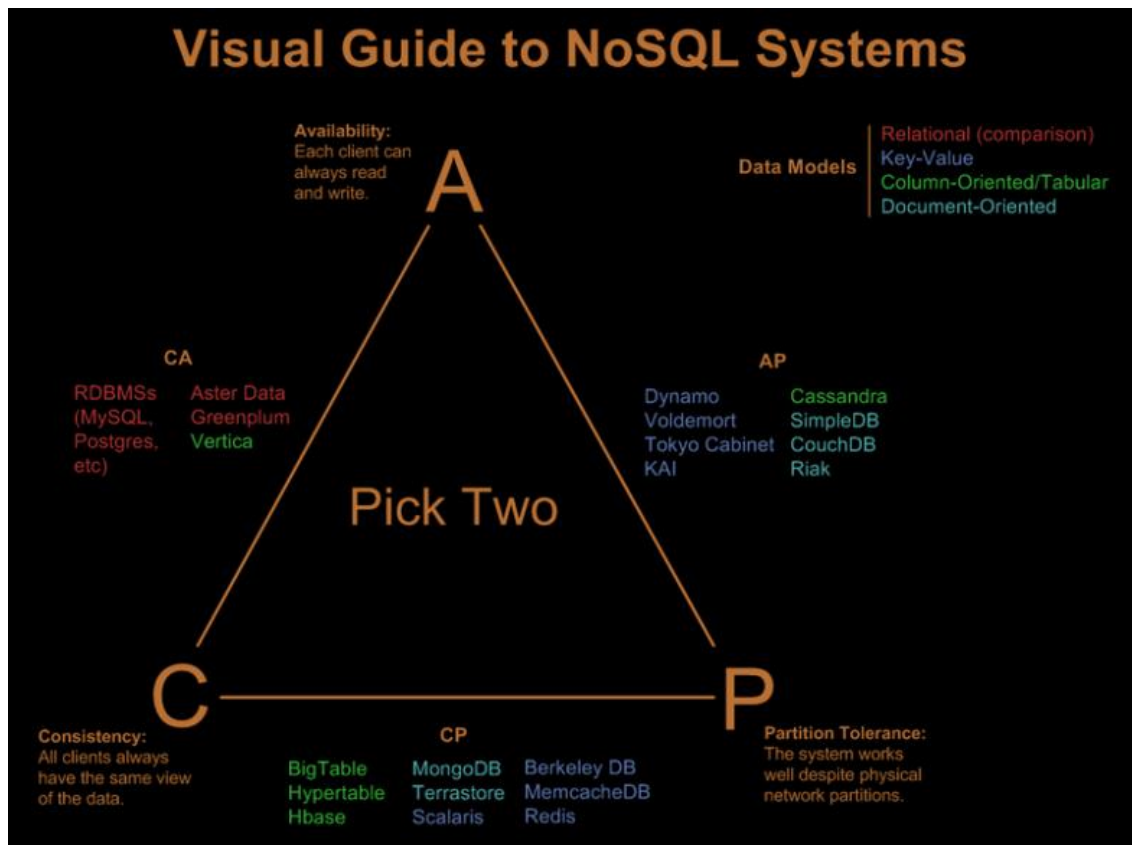 Visual Guide to NoSQL Systems
Availability:
Each client can
always read
and write.
A
Data Models
Relational (comparison)
Key-Value
Column-Oriented/Tabular
Document-Oriented
CA
RDBMSs
(MySQL,
Postgres,
etc)
Aster Data
Greenplum
Vertica
AP
Dynamo
Voldemort
Tokyo Cabinet
KAI
Cassandra
SimpleDB
CouchDB
Riak
Pick Two
C
Consistency:
All clients always
have the same view
of the data.
CP
BigTable
Hypertable
Hbase
MongoDB
Terrastore
Scalaris
Berkeley DB
MemcacheDB
Redis
P
Partition Tolerance:
The system works
well despite physical
network partitions.